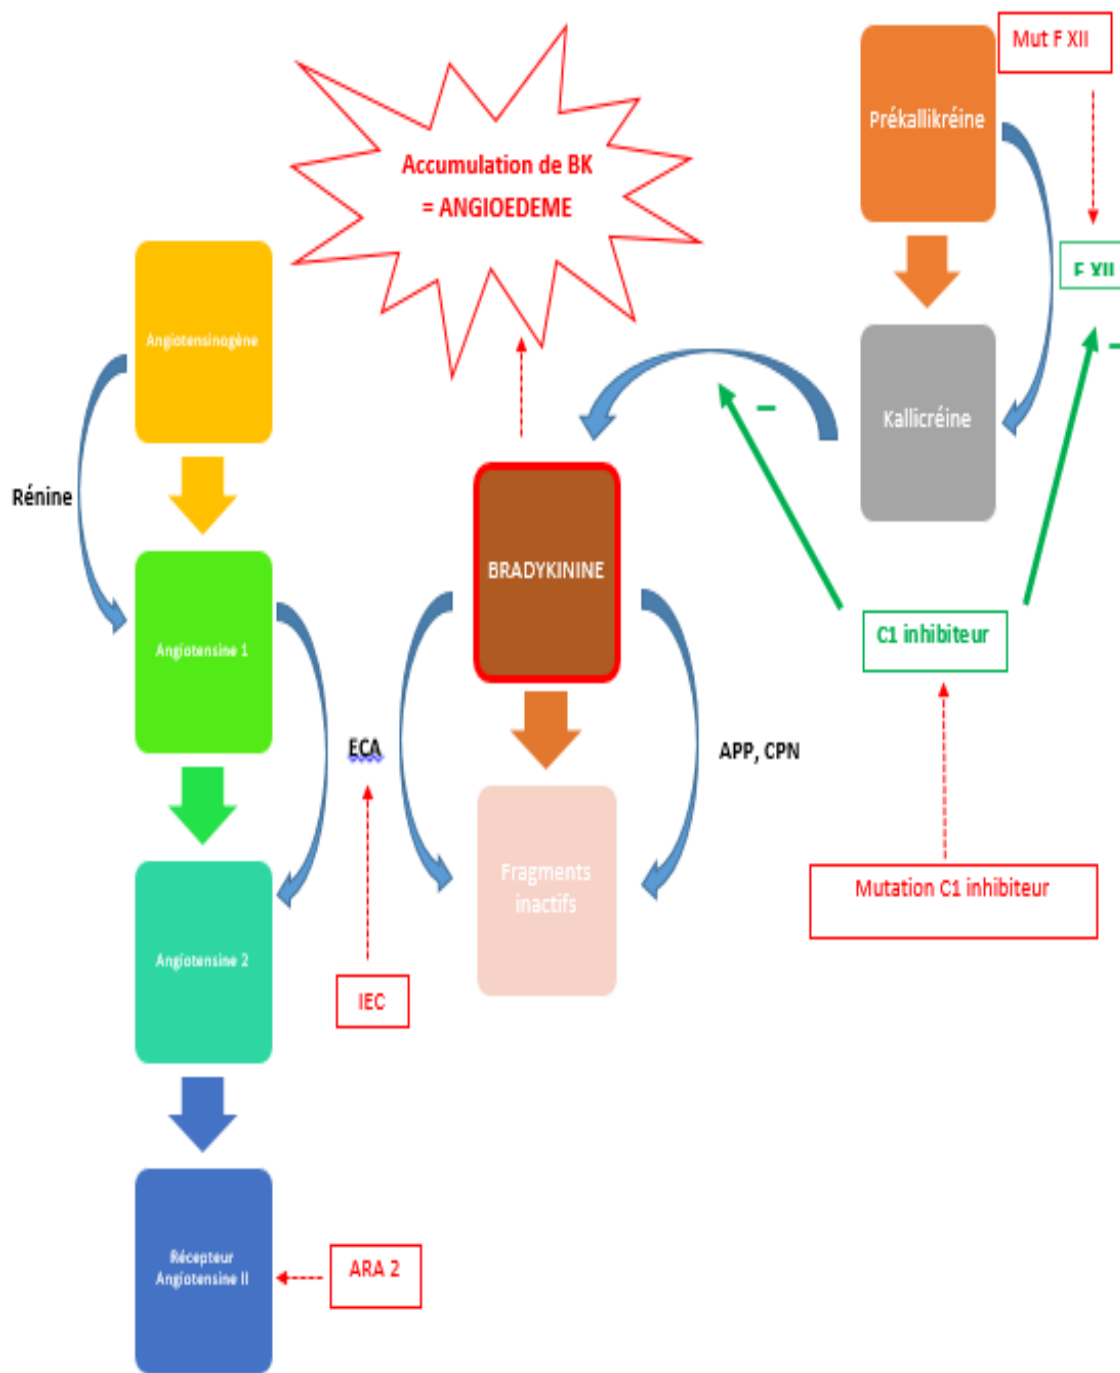 Mut F XII
Prékallikréine
Accumulation de BK
= ANGIOEDEME
F XII
–
Angiotensinogène
–
Kallicréine
Rénine
BRADYKININE
C1 inhibiteur
Angiotensine 1
ECA
APP, CPN
Fragments
inactifs
Mutation C1 inhibiteur
Angiotensine 2
IEC
Récepteur
Angiotensine II
ARA 2